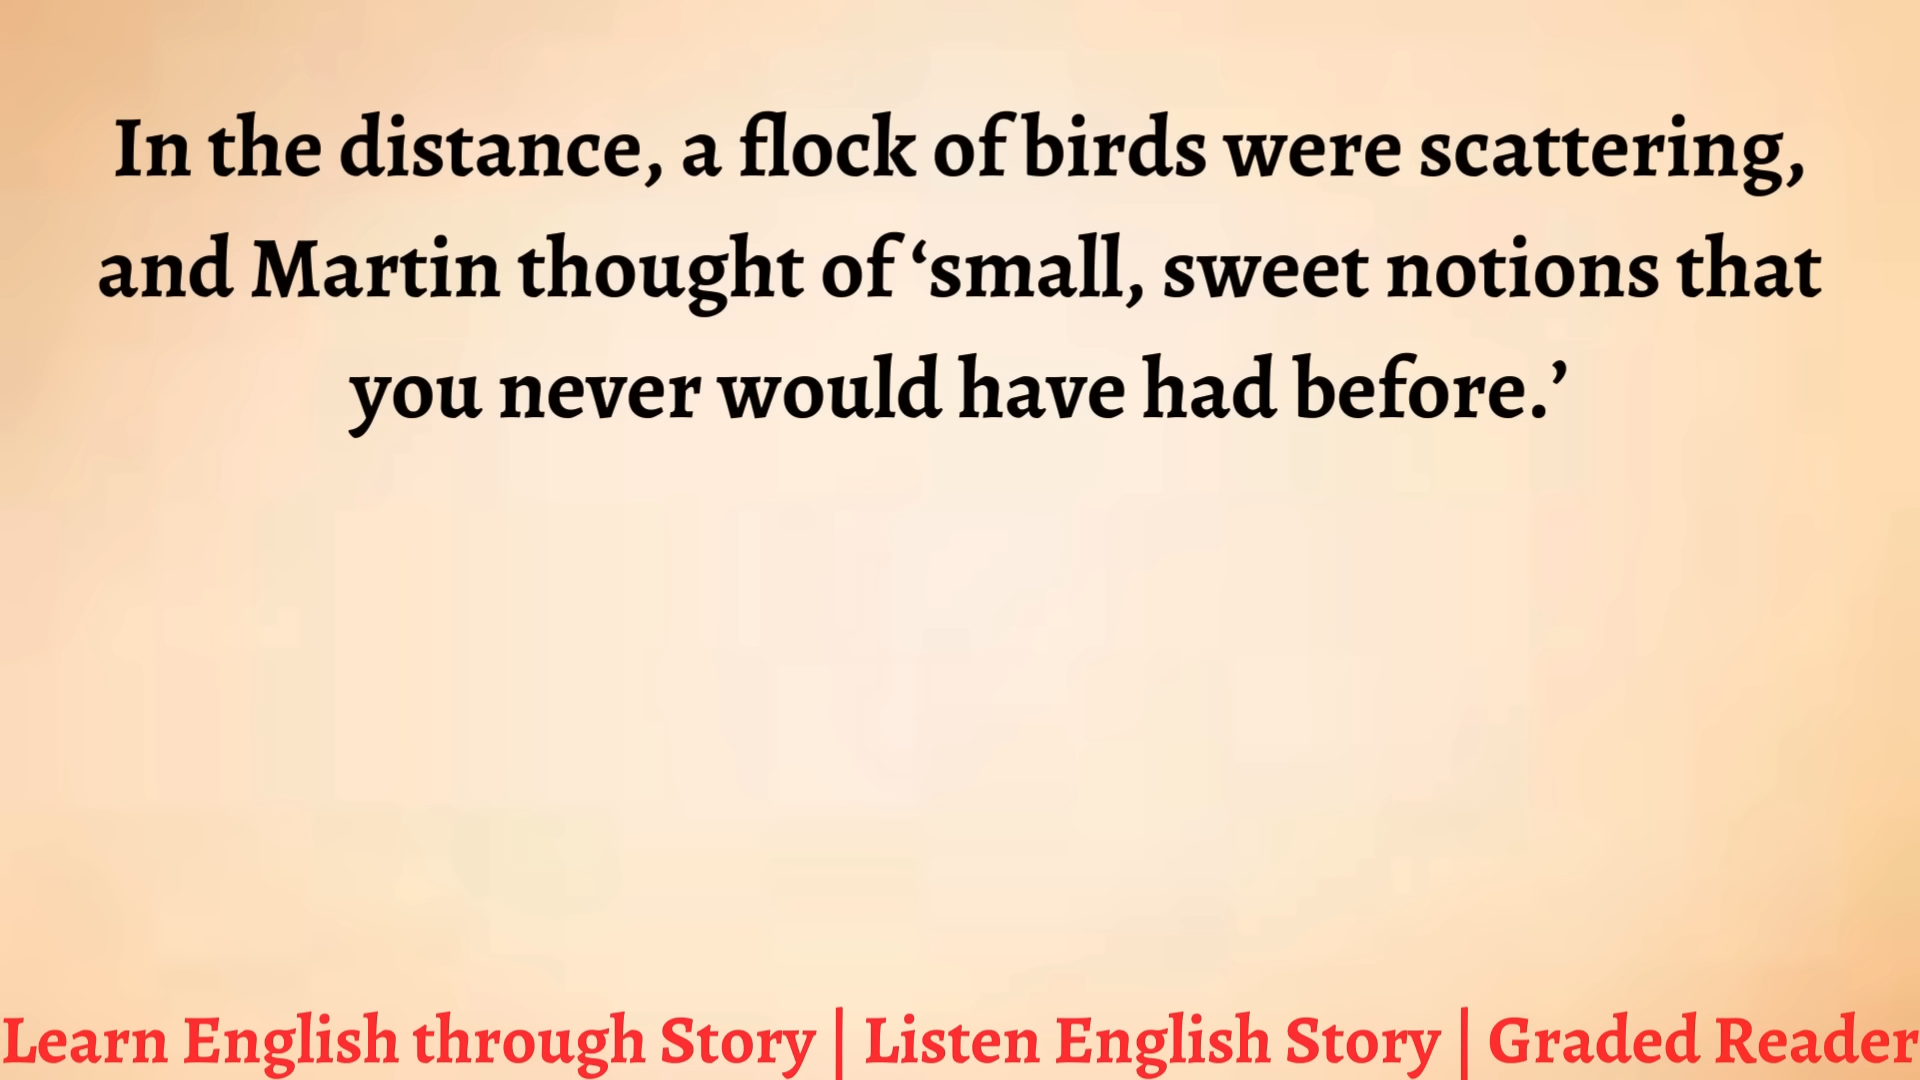 In the distance, a flock of birds were scattering,
and Martin thought of ‘small, sweet notions that
you never would have had before.’
Learn English through Story | Listen English Story | Graded Reader